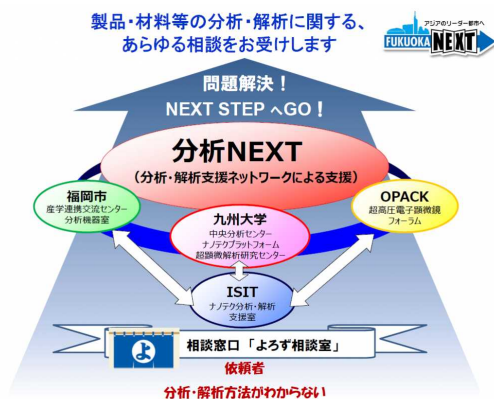 製品・材料等の分析・解析に関する、
あらゆる相談をお受けします
アジアのリーダー都市へ
FUKUOKA NEXT
問題解決！
NEXT STEP へGO！
分析NEXT
（分析・解析支援ネットワークによる支援）
福岡市
産学連携交流センター
分析機器室
九州大学
中央分析センター
ナノテクプラットフォーム
超顕微解析研究センター
OPACK
超高圧電子顕微鏡
フォーラム
ISIT
ナノテク分析・解析
支援室
よ
相談窓口「よろず相談室」
依頼者
分析・解析方法がわからない